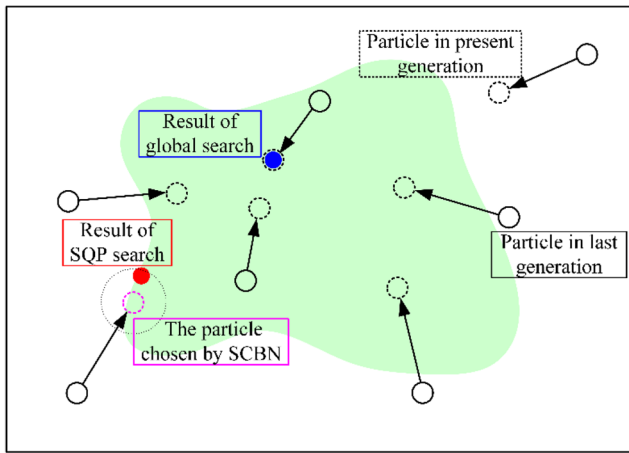 Particle in present
generation
Result of
global search
Result of
SQP search
Particle in last
generation
The particle
chosen by SCBN